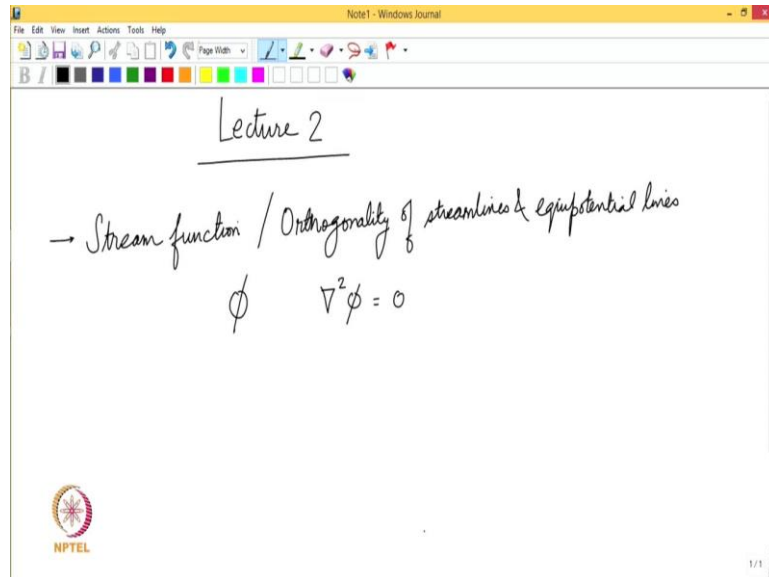 Note1 - Windows Journal
File Edit View Insert Actions Tools Help
Page Width
B I
Lecture 2
→ Stream function / Orthogonality of streamlines & equipotential lines
ϕ ∇²ϕ = 0
NPTEL
1/1